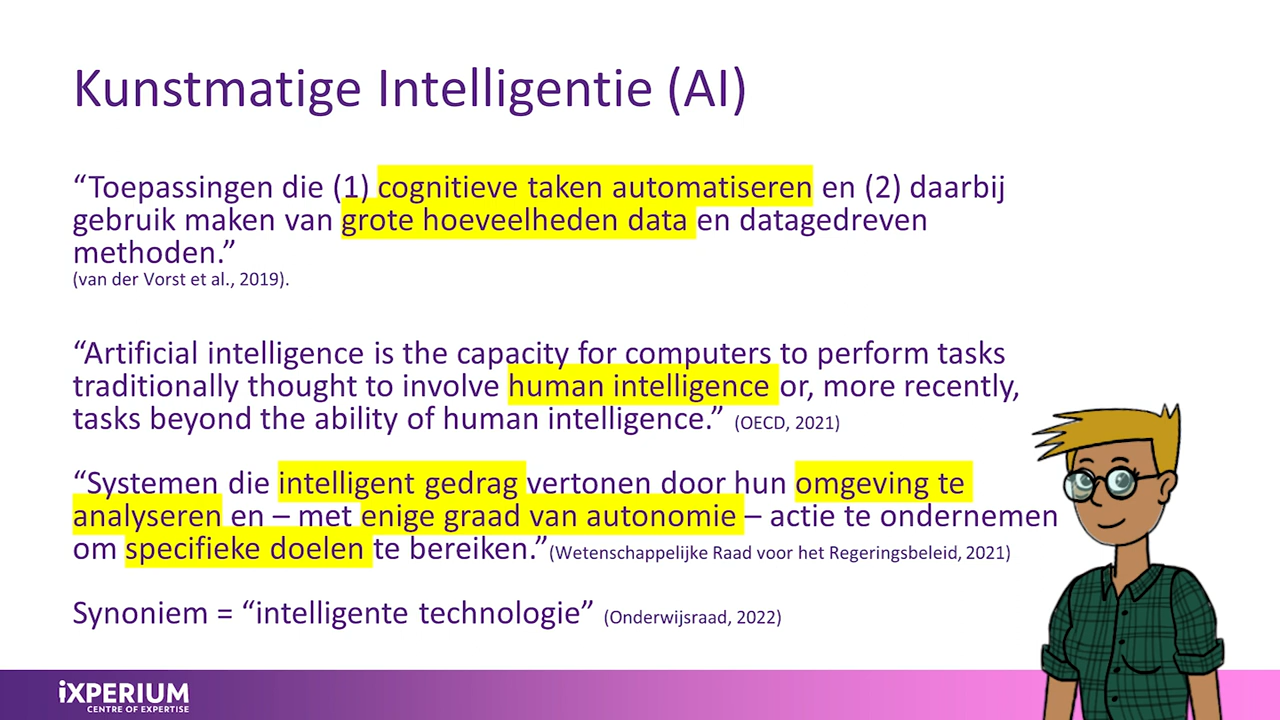 Kunstmatige Intelligentie (AI)
“Toepassingen die (1) cognitieve taken automatiseren en (2) daarbij
gebruik maken van grote hoeveelheden data en datagedreven
methoden.”
(van der Vorst et al., 2019).
“Artificial intelligence is the capacity for computers to perform tasks
traditionally thought to involve human intelligence or, more recently,
tasks beyond the ability of human intelligence.” (OECD, 2021)
“Systemen die intelligent gedrag vertonen door hun omgeving te
analyseren en – met enige graad van autonomie – actie te ondernemen
om specifieke doelen te bereiken.”(Wetenschappelijke Raad voor het Regeringsbeleid, 2021)
Synoniem = “intelligente technologie” (Onderwijsraad, 2022)
iXPERIUM
CENTRE OF EXPERTISE